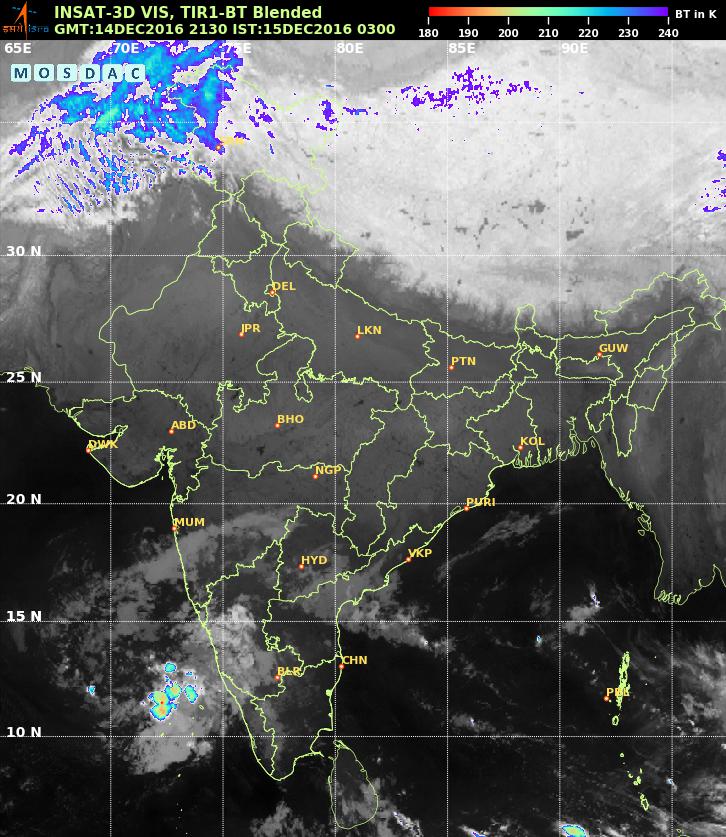 INSAT-3D VIS, TIR1-BT Blended
GMT:14DEC2016 2130 IST:15DEC2016 0300
BT in K
180 190 200 210 220 230 240
65E 70E 75E 80E 85E 90E
M O S D A C
30 N
DEL
JPR LKN
GUW
PTN
25 N
ABD BHO
DWK KOL
NGP
20 N PURI
MUM
HYD VKP
15 N
BLR CHN
PBL
10 N